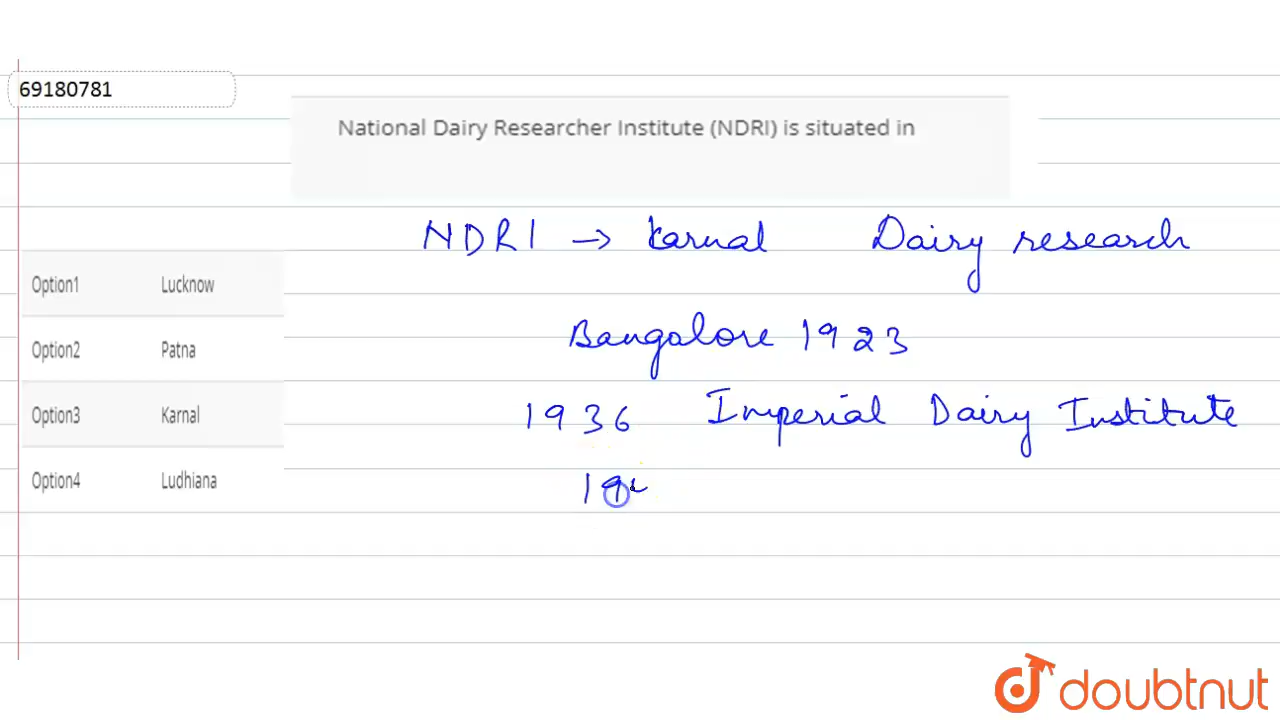 69180781
National Dairy Researcher Institute (NDRI) is situated in
NDRI → Karnal Dairy research
Option1 Lucknow
Bangalore 1923
Option2 Patna
1936 Imperial Dairy Institute
Option3 Karnal
Option4 Ludhiana
doubtnut